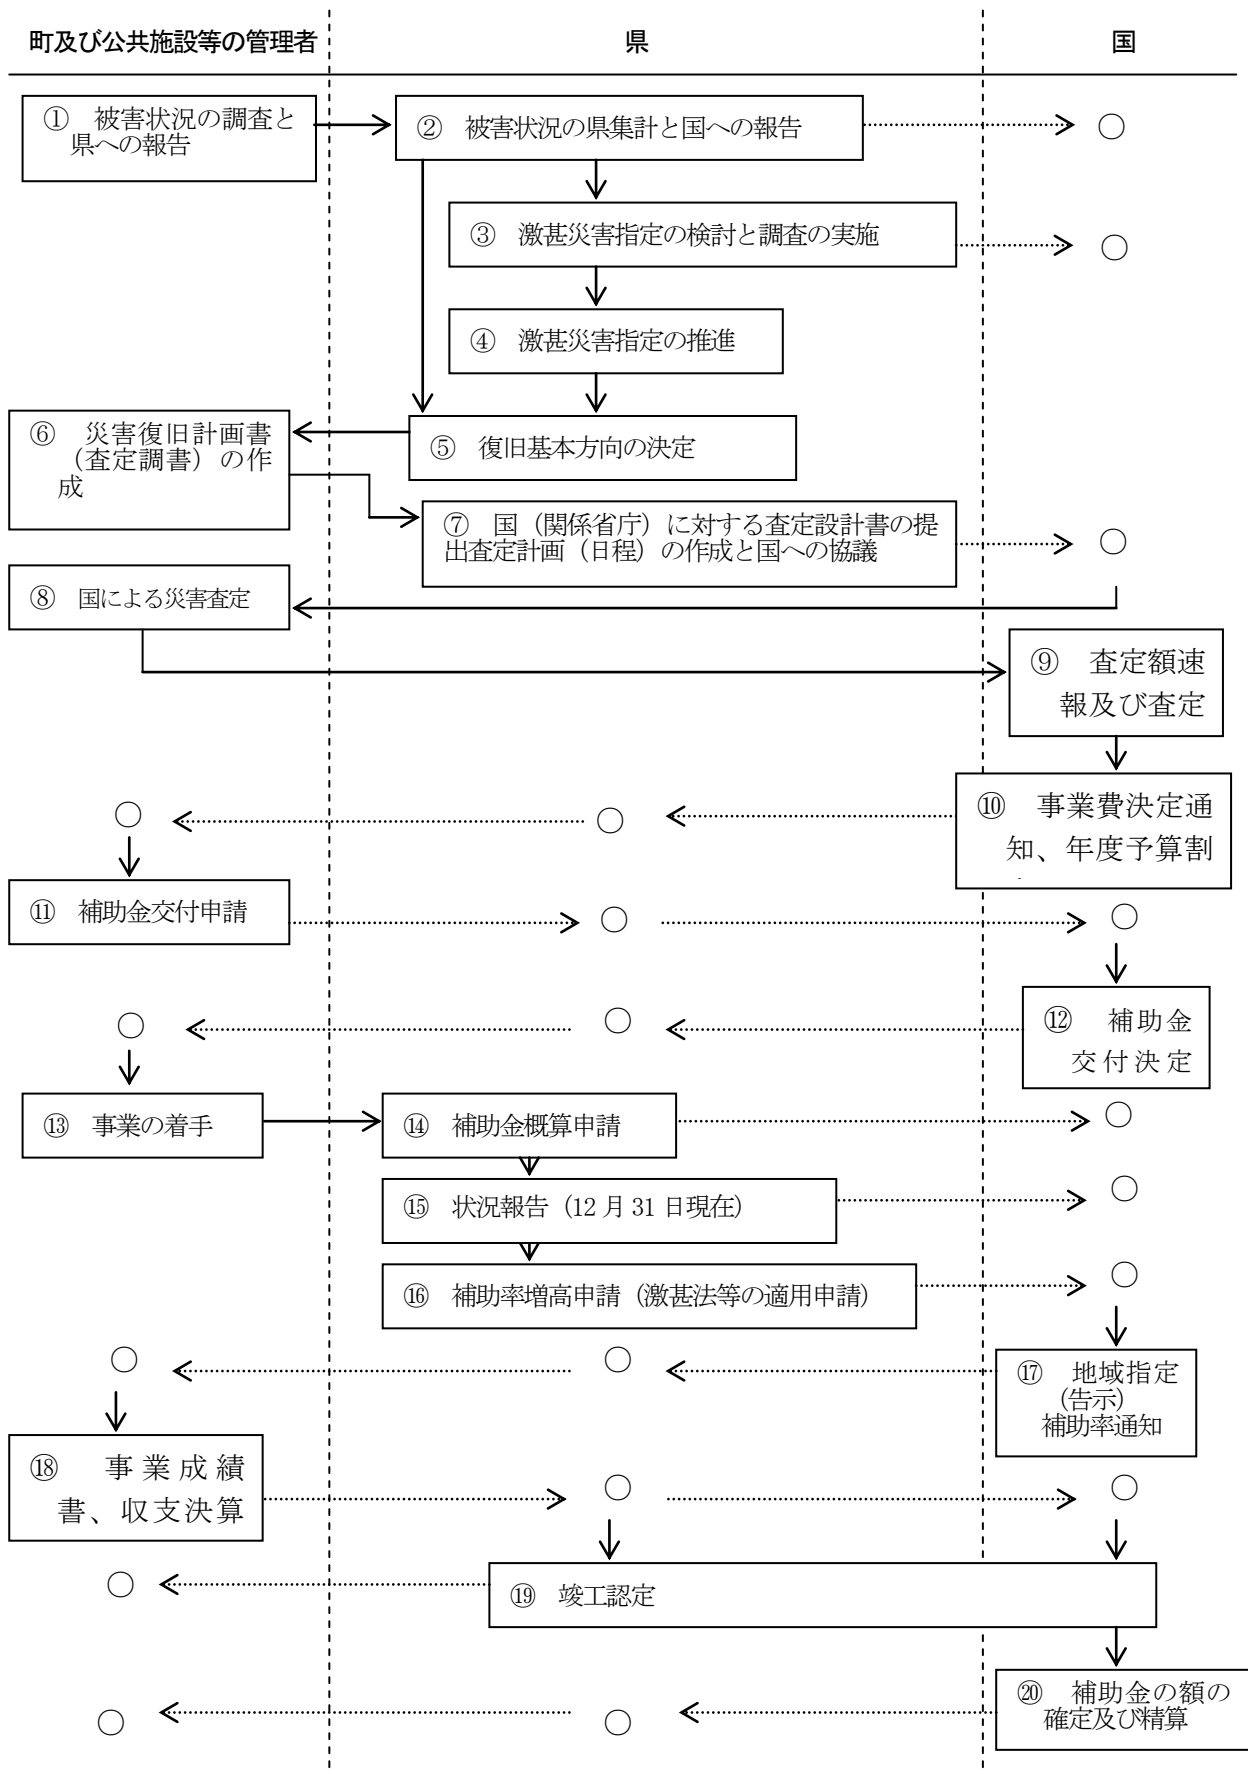 町及び公共施設等の管理者
県
国
① 被害状況の調査と
県への報告
② 被害状況の県集計と国への報告
○
③ 激甚災害指定の検討と調査の実施
○
④ 激甚災害指定の推進
⑥ 災害復旧計画書
(査定調書) の作
成
⑤ 復旧基本方向の決定
⑦ 国 (関係省庁) に対する査定設計書の提
出査定計画 (日程) の作成と国への協議
○
⑧ 国による災害査定
⑨ 査定額速
報及び査定
⑩ 事業費決定通
知、年度予算割
○
○
⑪ 補助金交付申請
○
○
⑫ 補助金
交付決定
○
○
⑬ 事業の着手
⑭ 補助金概算申請
○
⑮ 状況報告 (12 月 31 日現在)
○
⑯ 補助率増高申請 (激甚法等の適用申請)
○
⑰ 地域指定
(告示)
補助率通知
○
○
⑱ 事業成績
書、収支決算
○
○
○
⑲ 竣工認定
⑳ 補助金の額の
確定及び精算
○
○